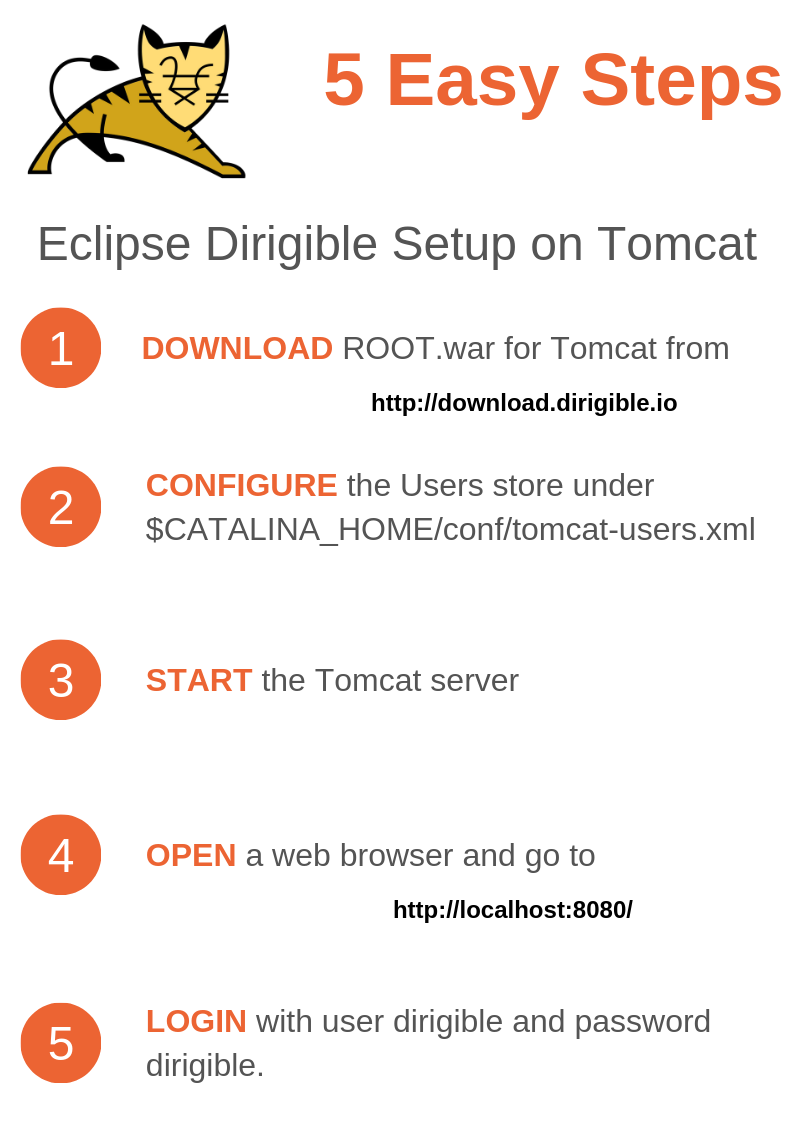 5 Easy Steps
Eclipse Dirigible Setup on Tomcat
1
DOWNLOAD ROOT.war for Tomcat from
http://download.dirigible.io
2
CONFIGURE the Users store under
$CATALINA_HOME/conf/tomcat-users.xml
3
START the Tomcat server
4
OPEN a web browser and go to
http://localhost:8080/
5
LOGIN with user dirigible and password
dirigible.